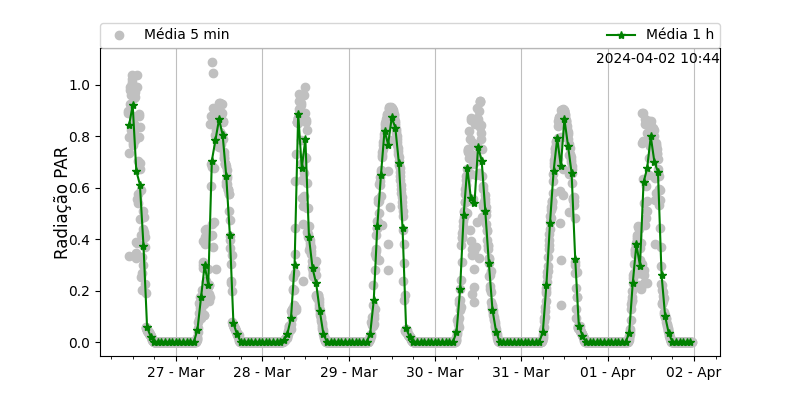 Média 5 min
Média 1 h
2024-04-02 10:44
Radiação PAR
1.0
0.8
0.6
0.4
0.2
0.0
27 - Mar
28 - Mar
29 - Mar
30 - Mar
31 - Mar
01 - Apr
02 - Apr